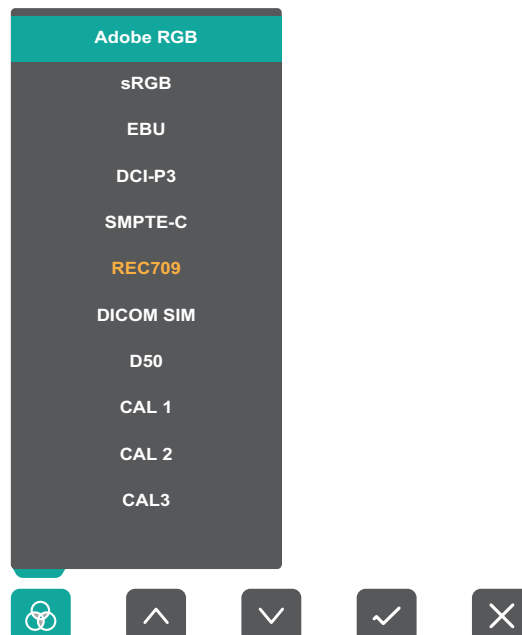 Adobe RGB
sRGB
EBU
DCI-P3
SMPTE-C
REC709
DICOM SIM
D50
CAL 1
CAL 2
CAL3